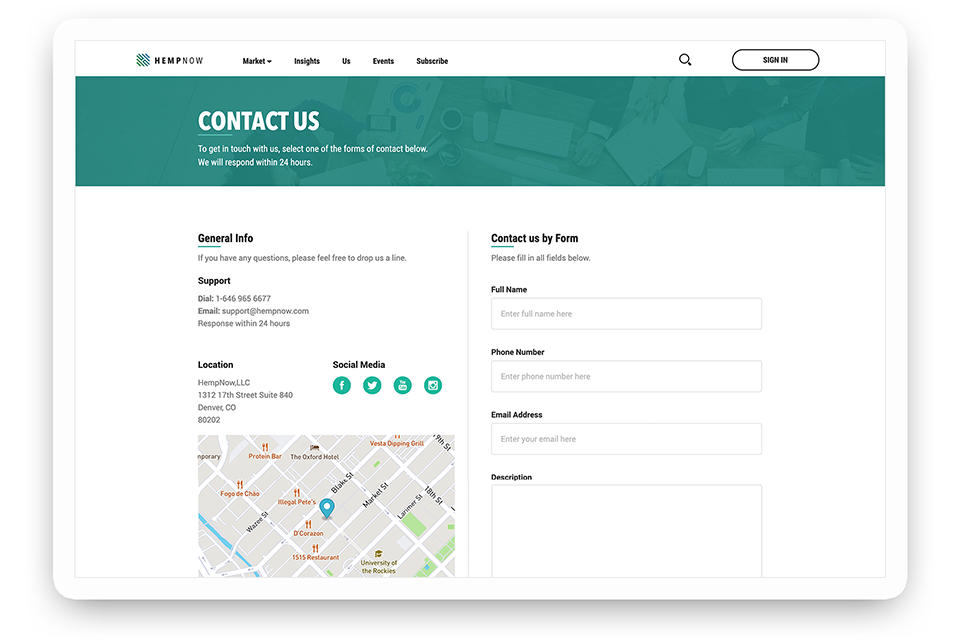 HEMPNOW
Market
Insights
Us
Events
Subscribe
SIGN IN
CONTACT US
To get in touch with us, select one of the forms of contact below.
We will respond within 24 hours.
General Info
If you have any questions, please feel free to drop us a line.
Support
Dial: 1-646 965 6677
Email: support@hempnow.com
Response within 24 hours
Location
HempNow,LLC
1312 17th Street Suite 840
Denver, CO
80202
Social Media
You
Tube
Vesta Dipping Grill
19th St
mporary
Protein Bar
The Oxford Hotel
Fogo de Chão
Illegal Pete's
Blake St
Market St
18th St
Larimer St
Wazee St
D'Corazon
1515 Restaurant
University of
the Rockies
Contact us by Form
Please fill in all fields below.
Full Name
Enter full name here
Phone Number
Enter phone number here
Email Address
Enter your email here
Description